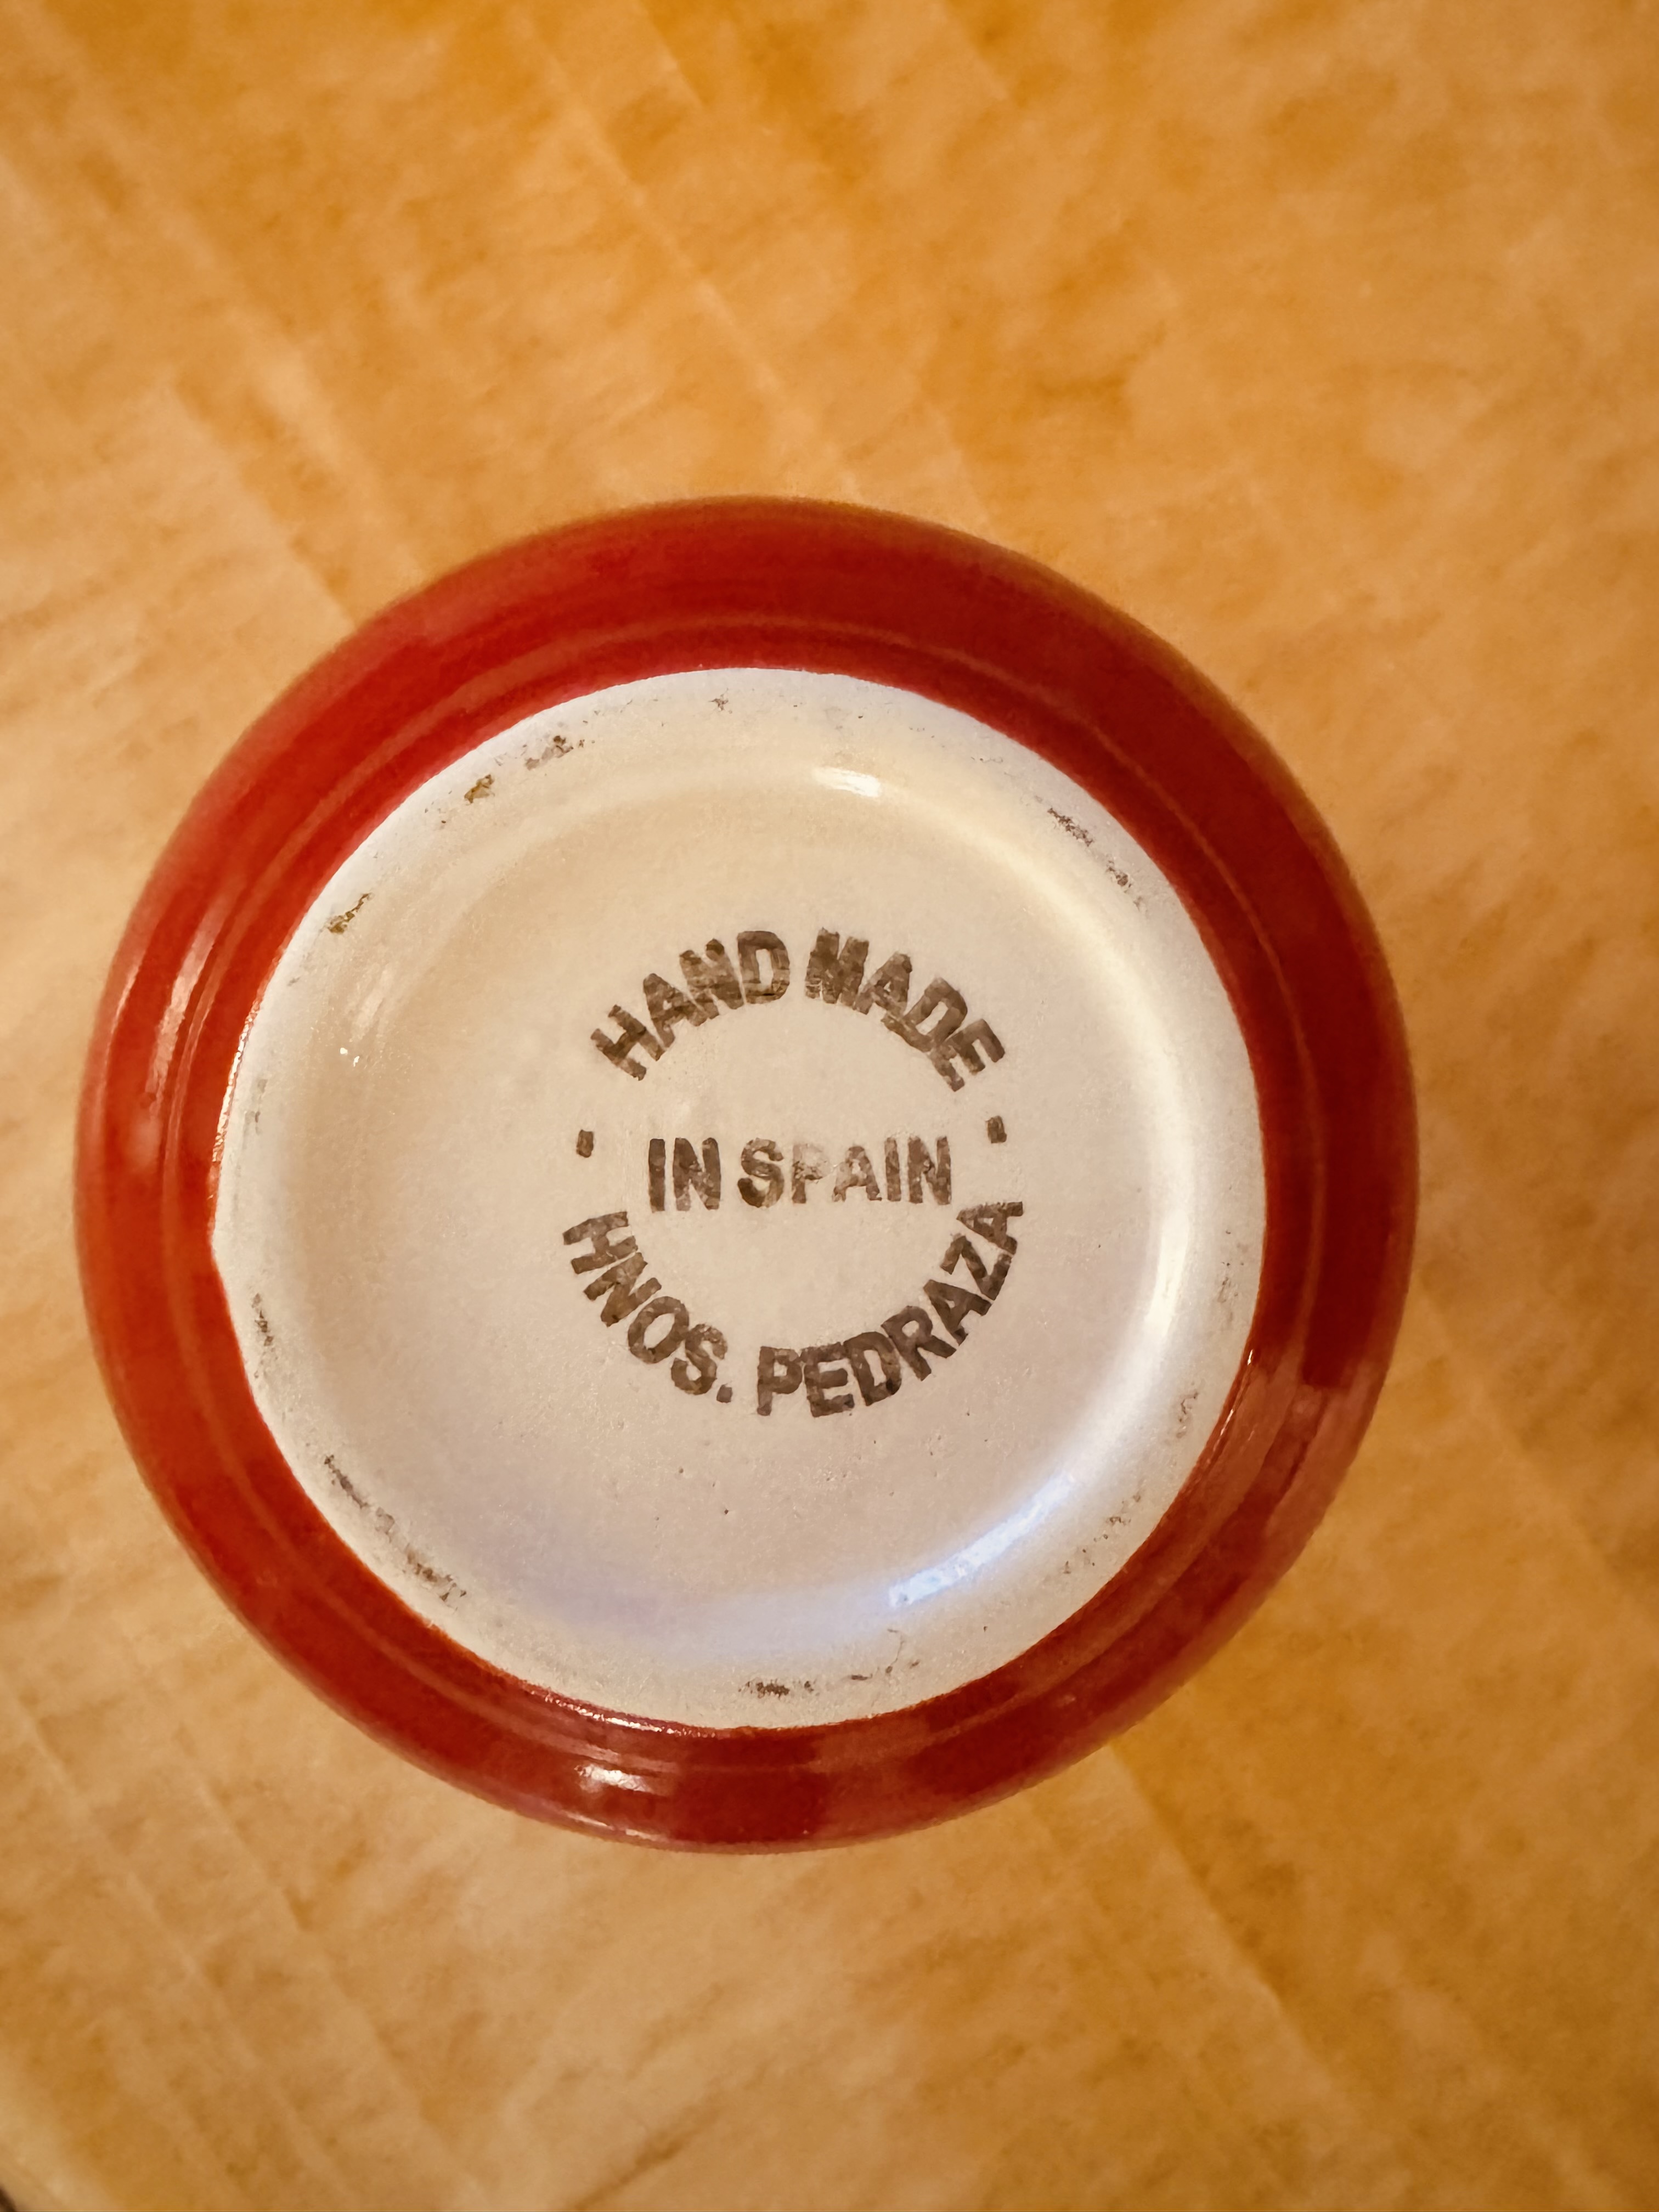 HAND MADE
IN SPAIN
HNOS. PEDRAZA